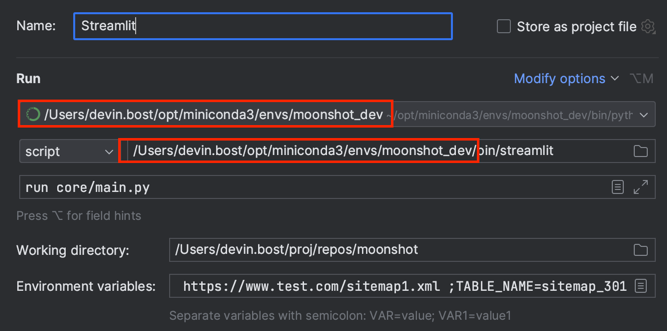 Name: Streamlit Store as project file
Run Modify options ⌥M
/Users/devin.bost/opt/miniconda3/envs/moonshot_dev ~/opt/miniconda3/envs/moonshot_dev/bin/pyth
script /Users/devin.bost/opt/miniconda3/envs/moonshot_dev/bin/streamlit
run core/main.py
Press ⌥ for field hints
Working directory: /Users/devin.bost/proj/repos/moonshot
Environment variables: https://www.test.com/sitemap1.xml ;TABLE_NAME=sitemap_301
Separate variables with semicolon: VAR=value; VAR1=value1